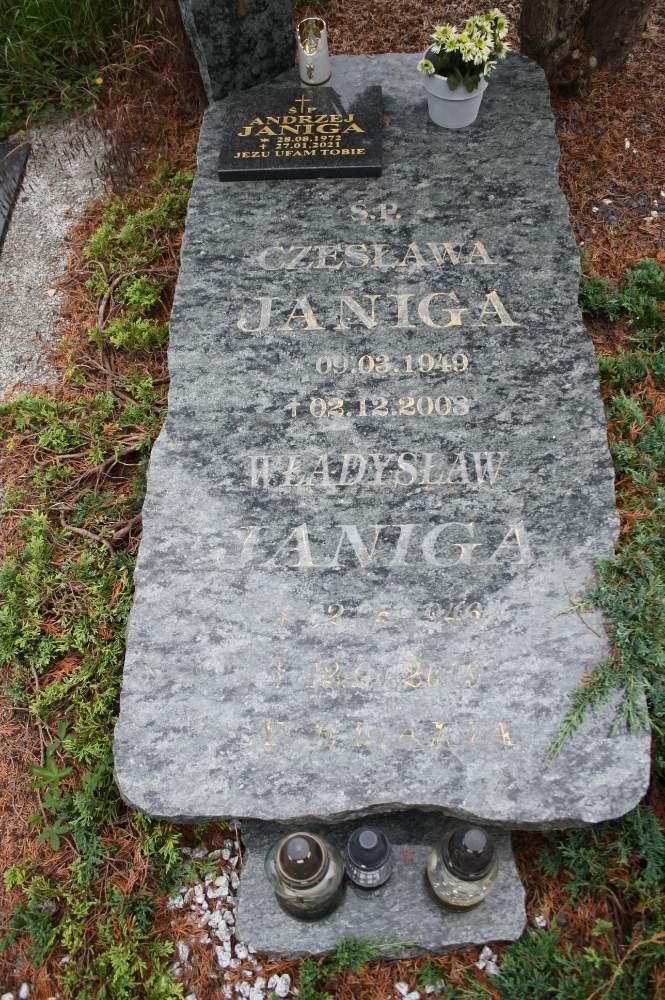 Ś P
ANDRZEJ
JANIGA
* 28.08.1972
✝ 27.01.2021
JEZU UFAM TOBIE
Ś.P.
CZESŁAWA
JANIGA
* 09.03.1949
✝ 02.12.2003
WŁADYSŁAW
JANIGA